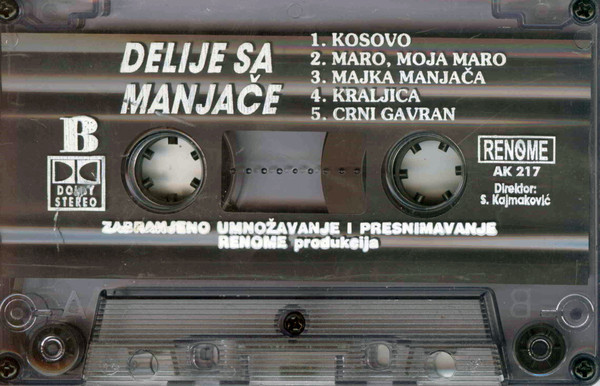 DELIJE SA
MANJAČE
1. KOSOVO
2. MARO, MOJA MARO
3. MAJKA MANJAČA
4. KRALJICA
5. CRNI GAVRAN
B
DOLBY
STEREO
RENOME
AK 217
Direktor:
S. Kajmaković
ZABRANJENO UMNOŽAVANJE I PRESNIMAVANJE
RENOME produkcija
A
B